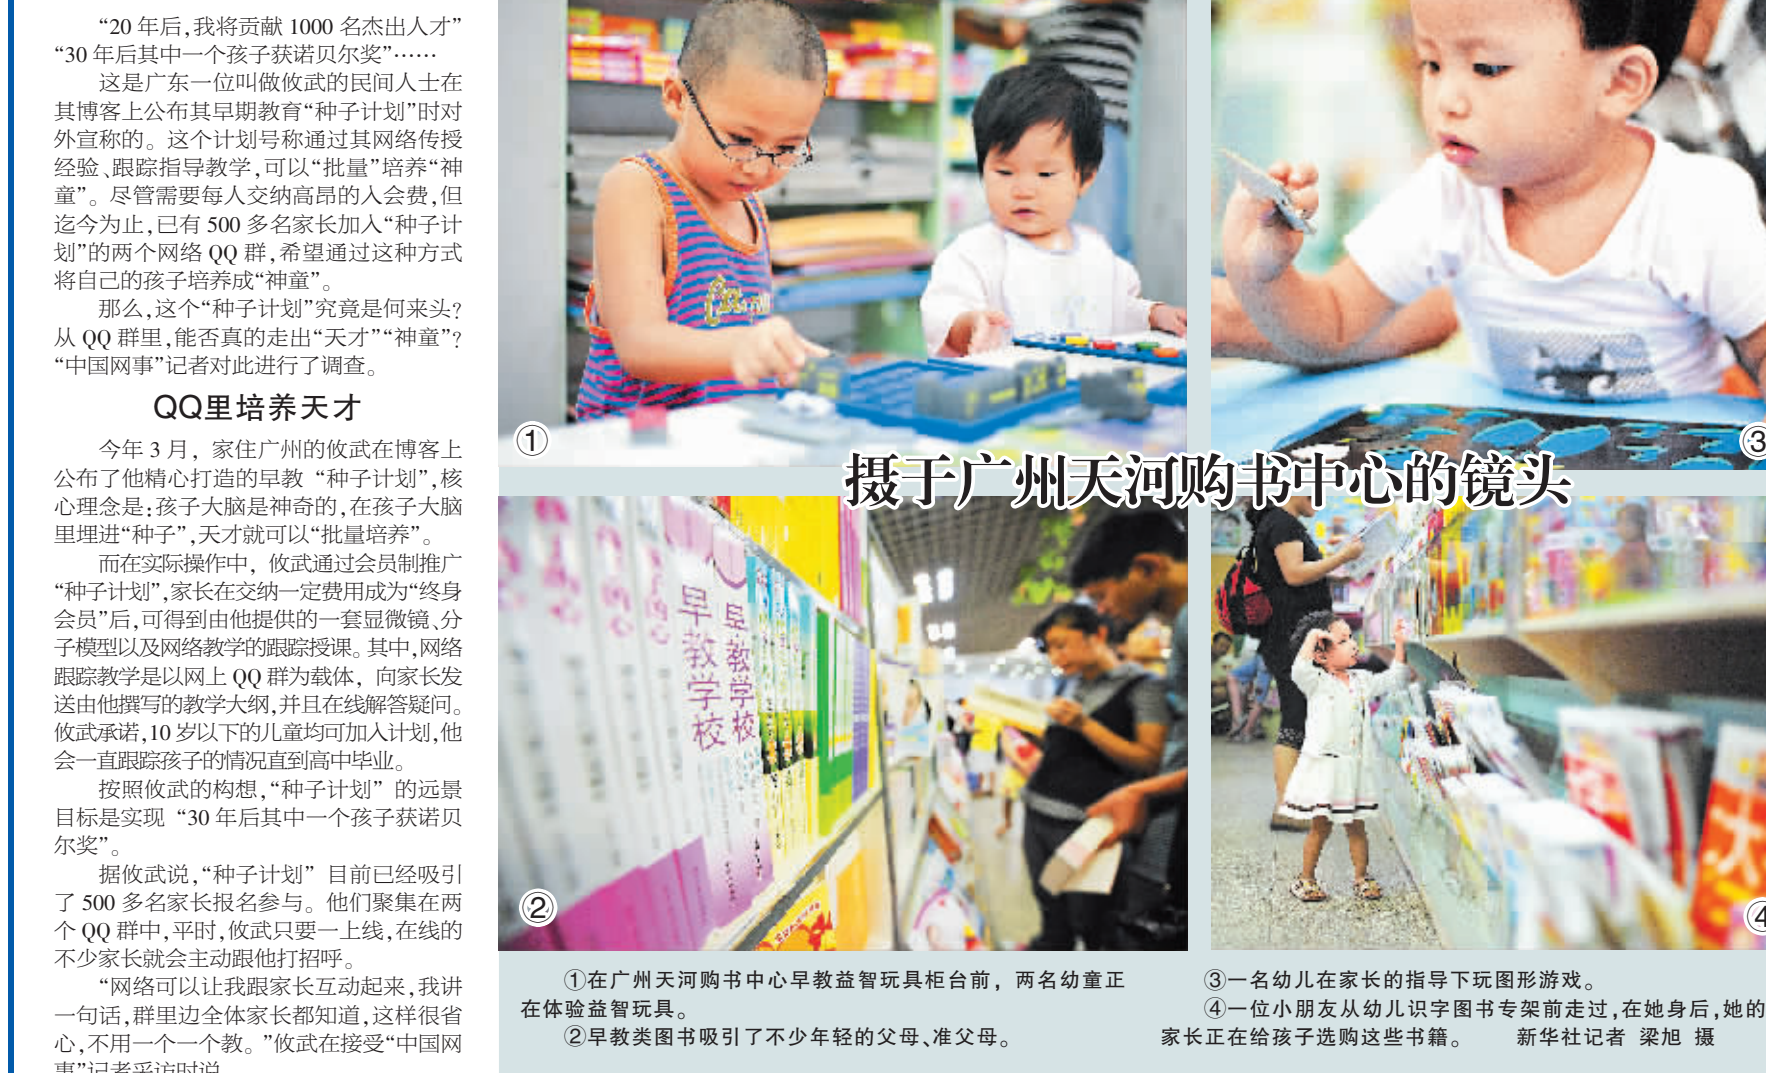 “20 年后,我将贡献 1000 名杰出人才”
“30 年后其中一个孩子获诺贝尔奖”……
这是广东一位叫做攸武的民间人士在
其博客上公布其早期教育“种子计划”时对
外宣称的。这个计划号称通过其网络传授
经验、跟踪指导教学,可以“批量”培养“神
童”。尽管需要每人交纳高昂的入会费,但
迄今为止,已有 500 多名家长加入“种子计
划”的两个网络 QQ 群,希望通过这种方式
将自己的孩子培养成“神童”。
那么,这个“种子计划”究竟是何来头?
从 QQ 群里,能否真的走出“天才”“神童”?
“中国网事”记者对此进行了调查。
QQ里培养天才
今年 3 月，家住广州的攸武在博客上
公布了他精心打造的早教“种子计划”,核
心理念是:孩子大脑是神奇的,在孩子大脑
里埋进“种子”,天才就可以“批量培养”。
而在实际操作中，攸武通过会员制推广
“种子计划”,家长在交纳一定费用成为“终身
会员”后,可得到由他提供的一套显微镜、分
子模型以及网络教学的跟踪授课。其中,网络
跟踪教学是以网上 QQ 群为载体，向家长发
送由他撰写的教学大纲,并且在线解答疑问。
攸武承诺,10 岁以下的儿童均可加入计划,他
会一直跟踪孩子的情况直到高中毕业。
按照攸武的构想,“种子计划”的远景
目标是实现“30 年后其中一个孩子获诺贝
尔奖”。
据攸武说,“种子计划”目前已经吸引
了 500 多名家长报名参与。他们聚集在两
个 QQ 群中,平时,攸武只要一上线,在线的
不少家长就会主动跟他打招呼。
“网络可以让我跟家长互动起来,我讲
一句话,群里边全体家长都知道,这样很省
心,不用一个一个教。”攸武在接受“中国网
事”记者采访时说
①
③
摄于广州天河购书中心的镜头
早教学校
早教学校
②
④
①在广州天河购书中心早教益智玩具柜台前，两名幼童正
在体验益智玩具。
②早教类图书吸引了不少年轻的父母、准父母。
③一名幼儿在家长的指导下玩图形游戏。
④一位小朋友从幼儿识字图书专架前走过,在她身后,她的
家长正在给孩子选购这些书籍。 新华社记者 梁旭 摄